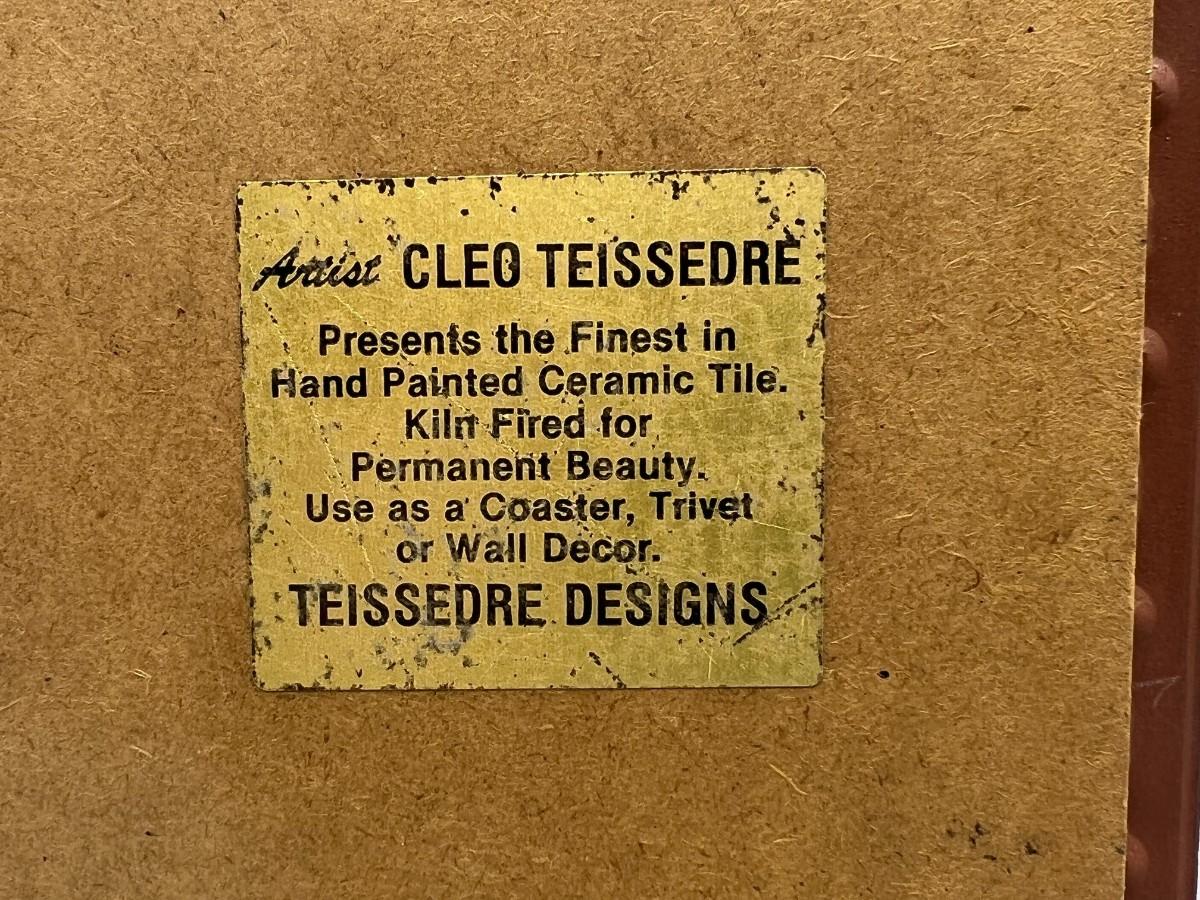 Artist CLEO TEISSEDRE
Presents the Finest in
Hand Painted Ceramic Tile.
Kiln Fired for
Permanent Beauty.
Use as a Coaster, Trivet
or Wall Decor.
TEISSEDRE DESIGNS